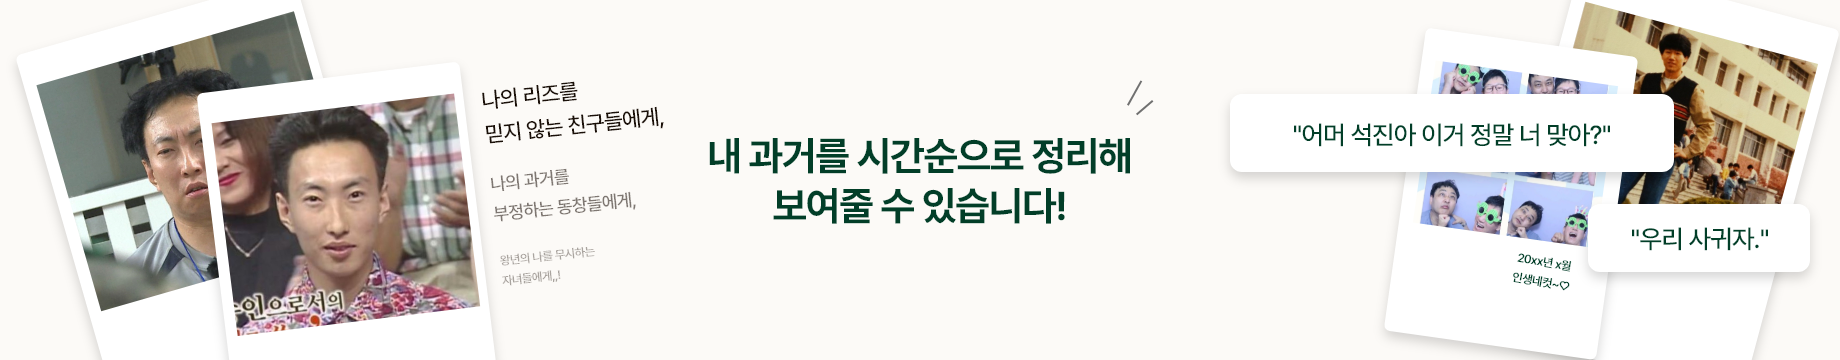 나의 리즈를
믿지 않는 친구들에게,
나의 과거를
부정하는 동창들에게,
왕년의 나를 무시하는
자녀들에게,,!
인으로서의
내 과거를 시간순으로 정리해
보여줄 수 있습니다!
"어머 석진아 이거 정말 너 맞아?"
"우리 사귀자."
20xx년 x월
인생네컷~♡